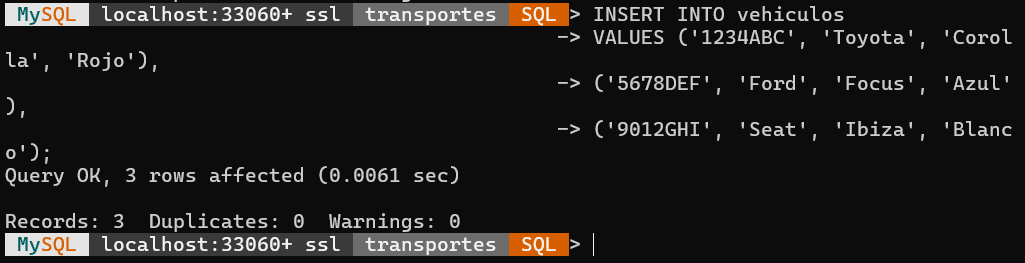 MySQL localhost:33060+ ssl transportes SQL > INSERT INTO vehiculos
-> VALUES ('1234ABC', 'Toyota', 'Corol
la', 'Rojo'),
-> ('5678DEF', 'Ford', 'Focus', 'Azul'
),
-> ('9012GHI', 'Seat', 'Ibiza', 'Blanc
o');
Query OK, 3 rows affected (0.0061 sec)
Records: 3 Duplicates: 0 Warnings: 0
MySQL localhost:33060+ ssl transportes SQL >